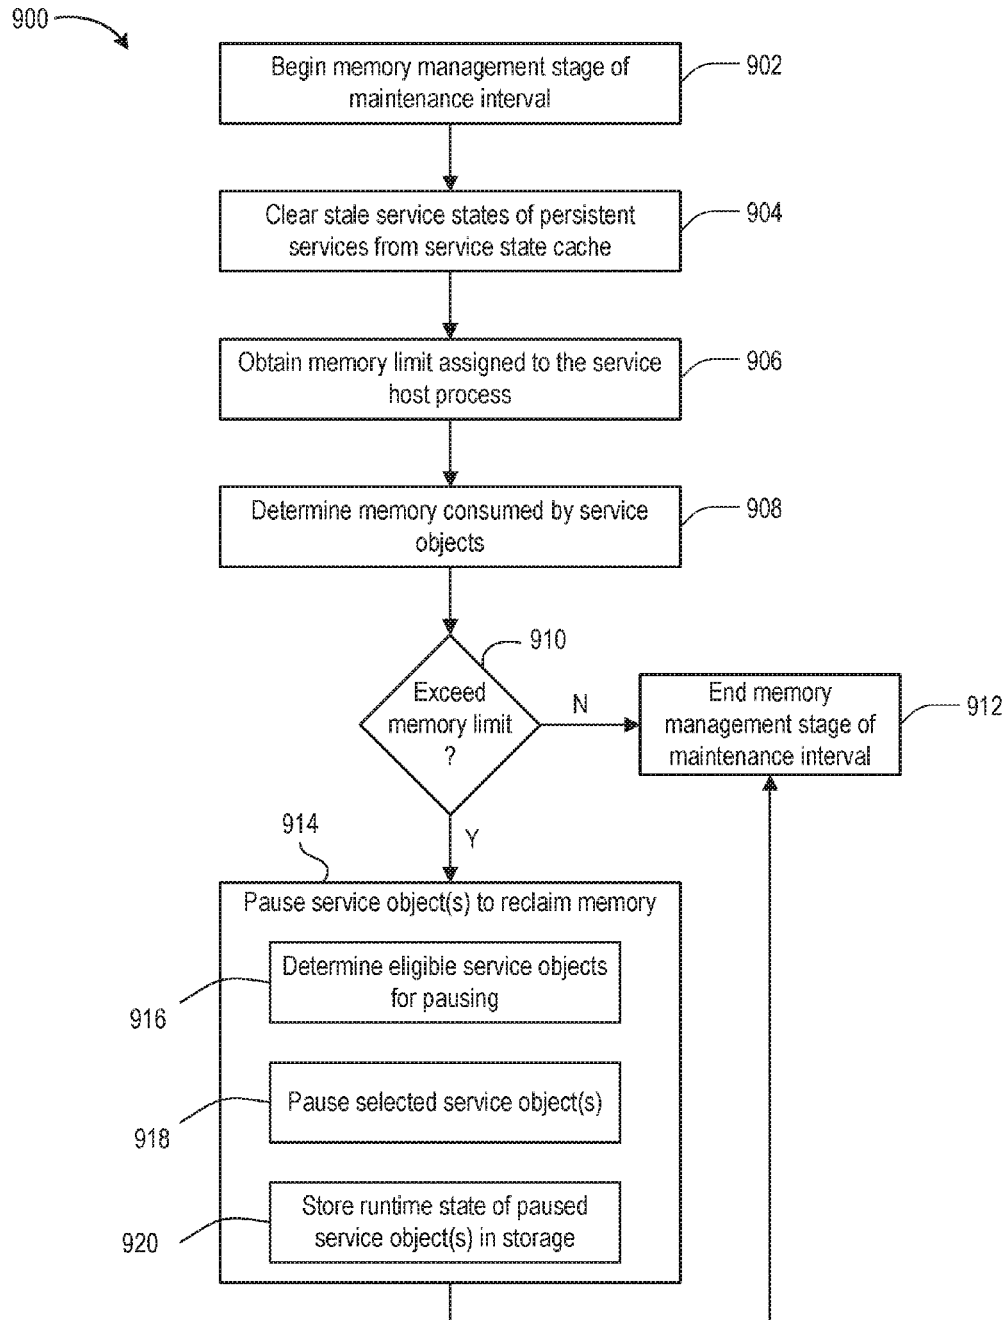 900
Begin memory management stage of
maintenance interval
902
Clear stale service states of persistent
services from service state cache
904
Obtain memory limit assigned to the service
host process
906
Determine memory consumed by service
objects
908
910
Exceed
memory limit
?
N
End memory
management stage of
maintenance interval
912
Y
914
Pause service object(s) to reclaim memory
Determine eligible service objects
for pausing
916
Pause selected service object(s)
918
Store runtime state of paused
service object(s) in storage
920